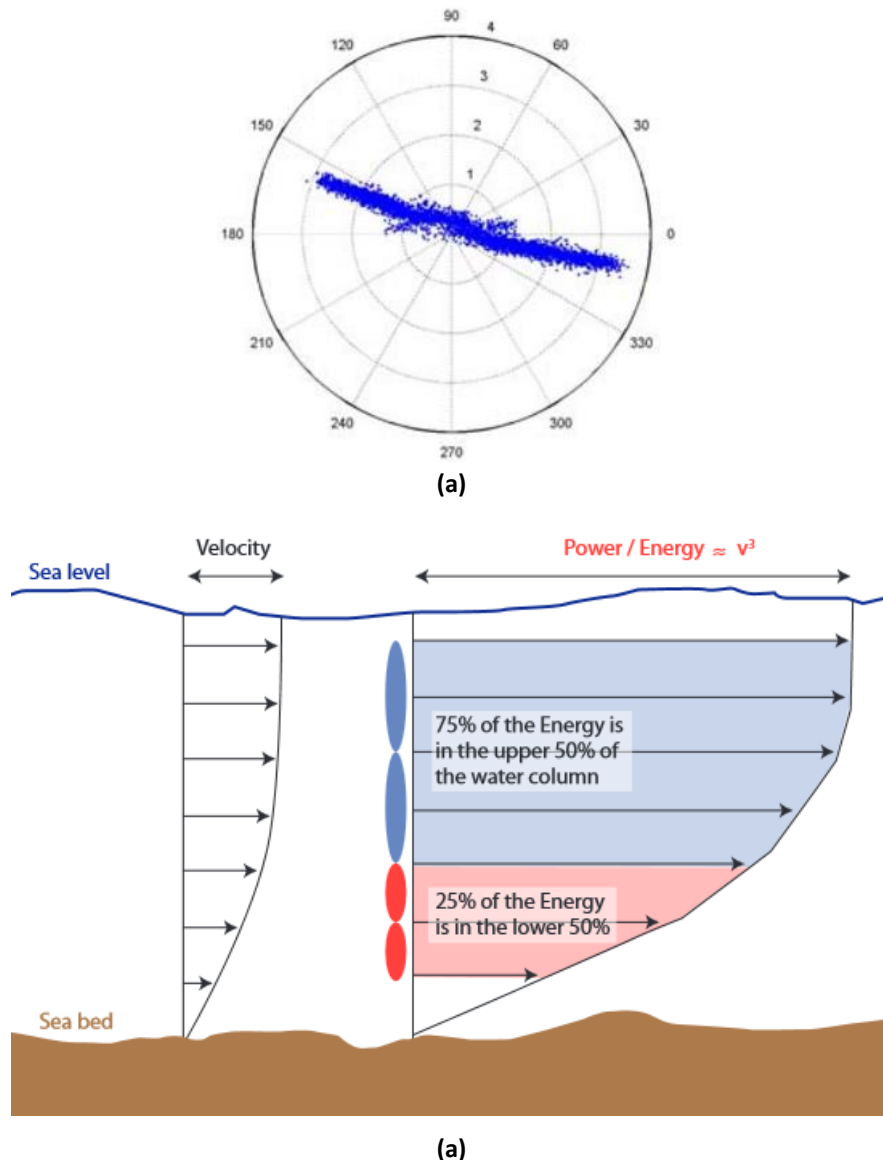 90
120
4
60
3
150
2
30
1
180
0
210
330
240
300
270
(a)
Velocity
Power / Energy ≈ v³
Sea level
75% of the Energy is
in the upper 50% of
the water column
25% of the Energy
is in the lower 50%
Sea bed
(a)